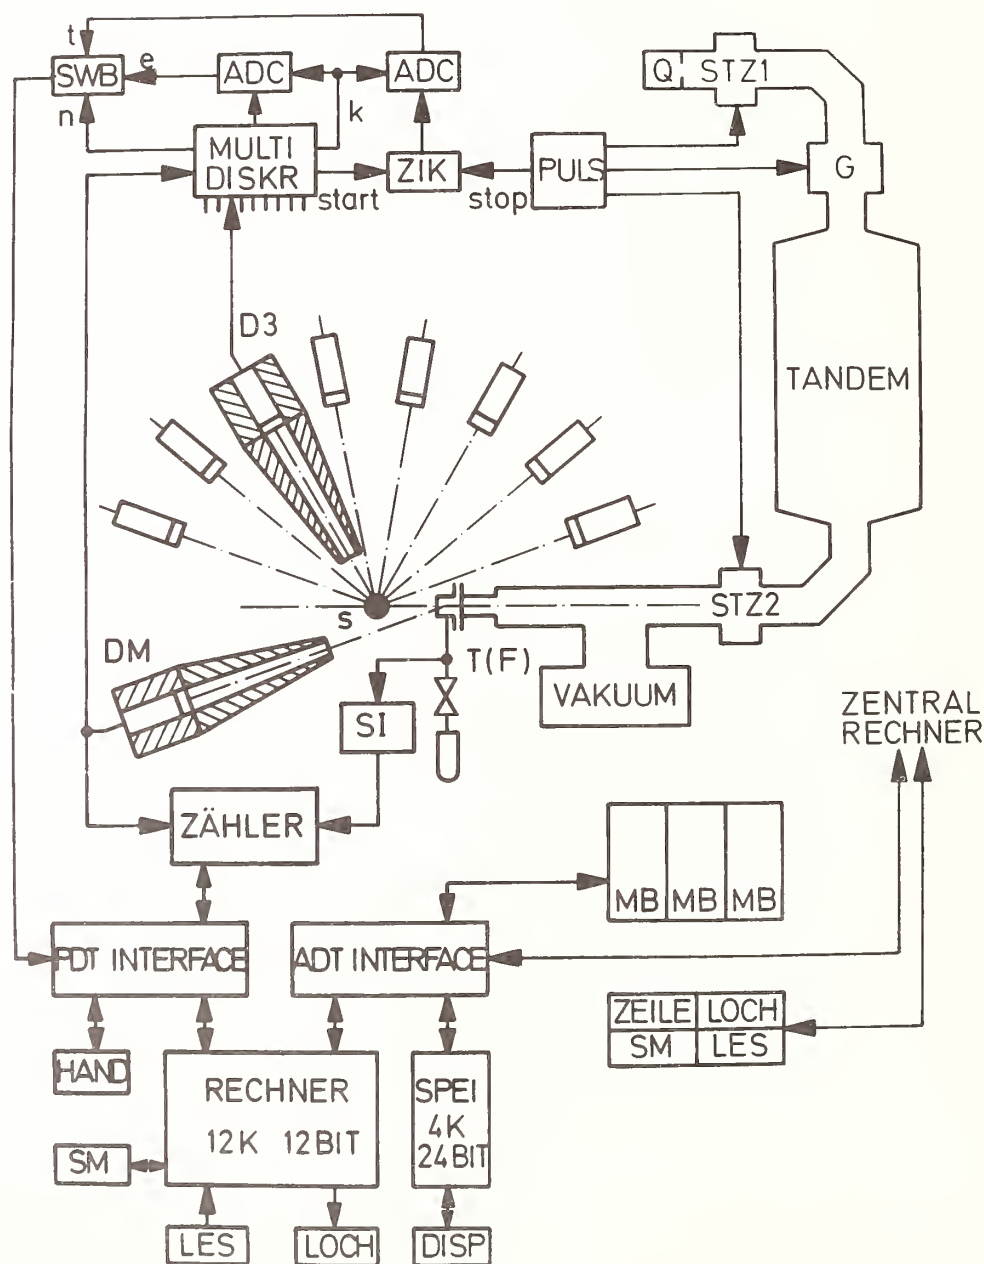 t
SWB
e
ADC
ADC
n
k
Q
STZ1
MULTI
DISKR
start
ZIK
stop
PULS
G
D3
TANDEM
s
STZ2
DM
T(F)
VAKUUM
SI
ZENTRAL
RECHNER
ZÄHLER
MB MB MB
PDT INTERFACE
ADT INTERFACE
ZEILE LOCH
SM LES
HAND
RECHNER
12K 12BIT
SPEI
4K
24BIT
SM
LES
LOCH
DISP